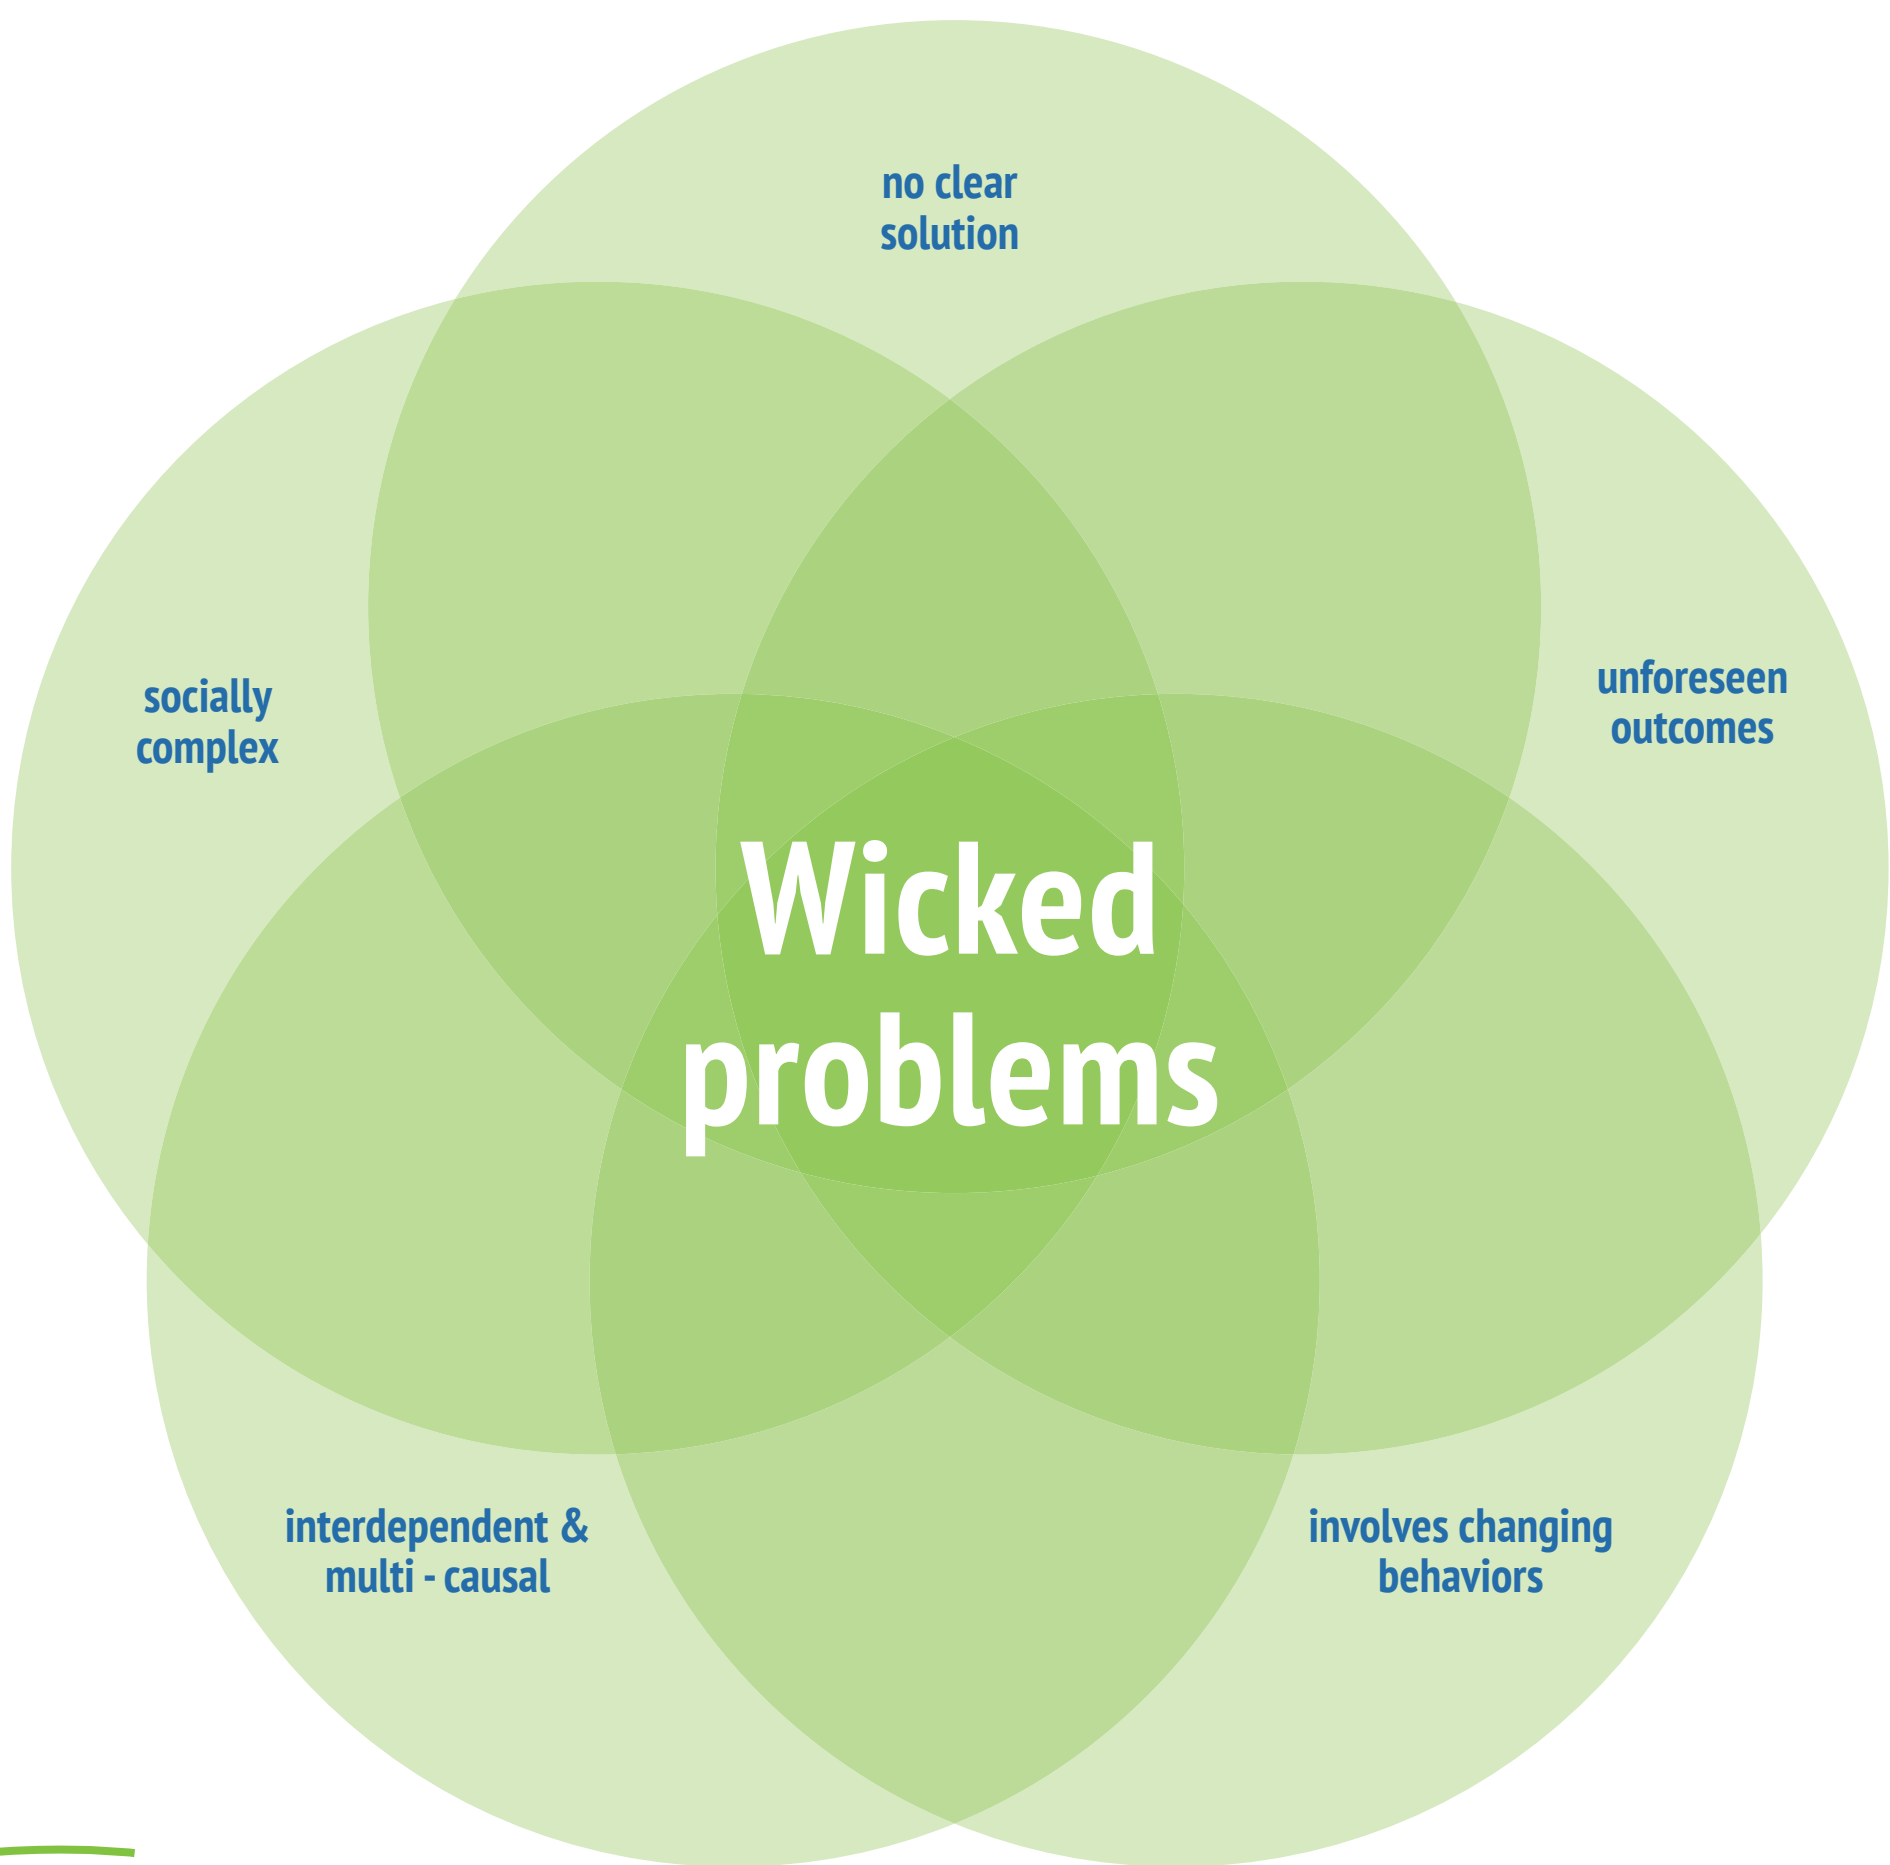 no clear
solution
socially
complex
unforeseen
outcomes
Wicked
problems
interdependent &
multi - causal
involves changing
behaviors